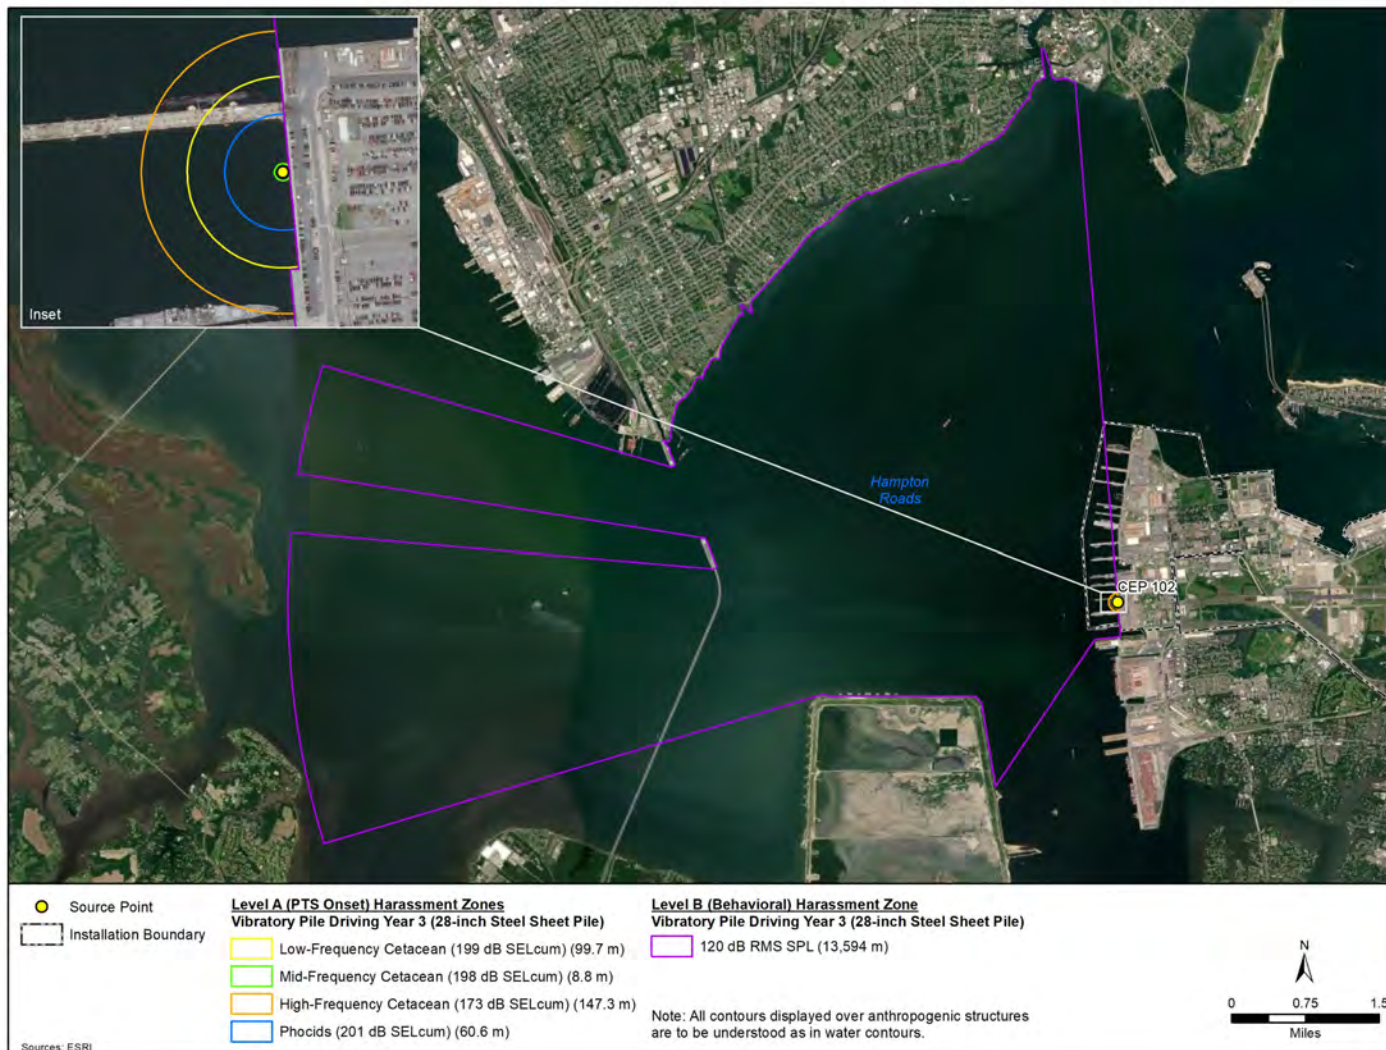 Inset
Hampton
Roads
CEP 102
Source Point
Installation Boundary
Level A (PTS Onset) Harassment Zones
Vibratory Pile Driving Year 3 (28-inch Steel Sheet Pile)
Low-Frequency Cetacean (199 dB SELcum) (99.7 m)
Mid-Frequency Cetacean (198 dB SELcum) (8.8 m)
High-Frequency Cetacean (173 dB SELcum) (147.3 m)
Phocids (201 dB SELcum) (60.6 m)
Level B (Behavioral) Harassment Zone
Vibratory Pile Driving Year 3 (28-inch Steel Sheet Pile)
120 dB RMS SPL (13,594 m)
Note: All contours displayed over anthropogenic structures
are to be understood as in water contours.
N
0 0.75 1.5
Miles
Sources: ESRI